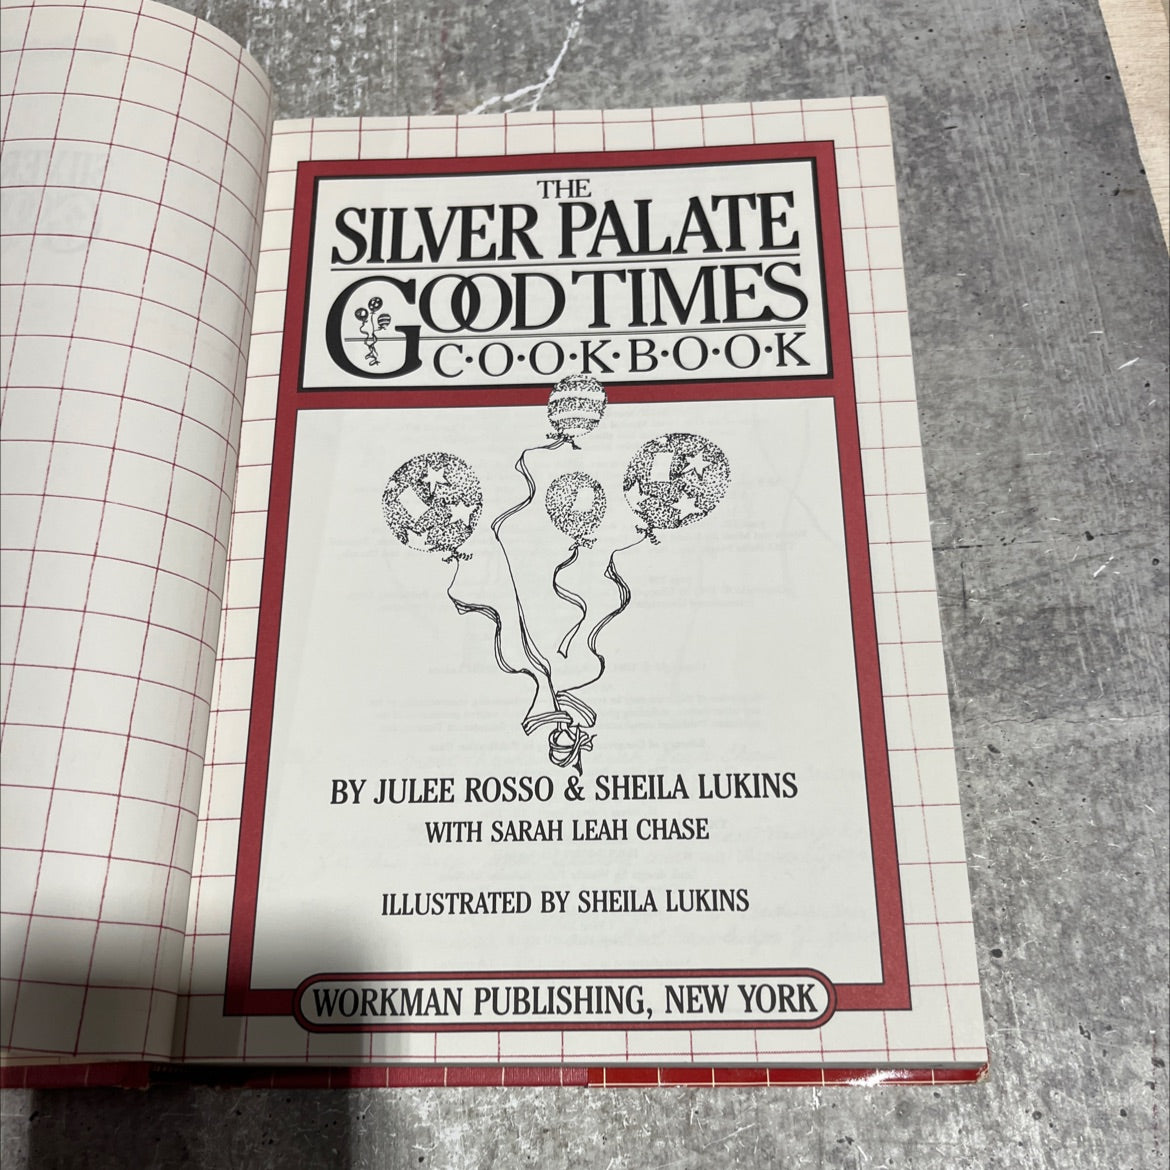 THE
SILVER PALATE
GOOD TIMES
C·O·O·K·B·O·O·K
BY JULEE ROSSO & SHEILA LUKINS
WITH SARAH LEAH CHASE
ILLUSTRATED BY SHEILA LUKINS
WORKMAN PUBLISHING, NEW YORK